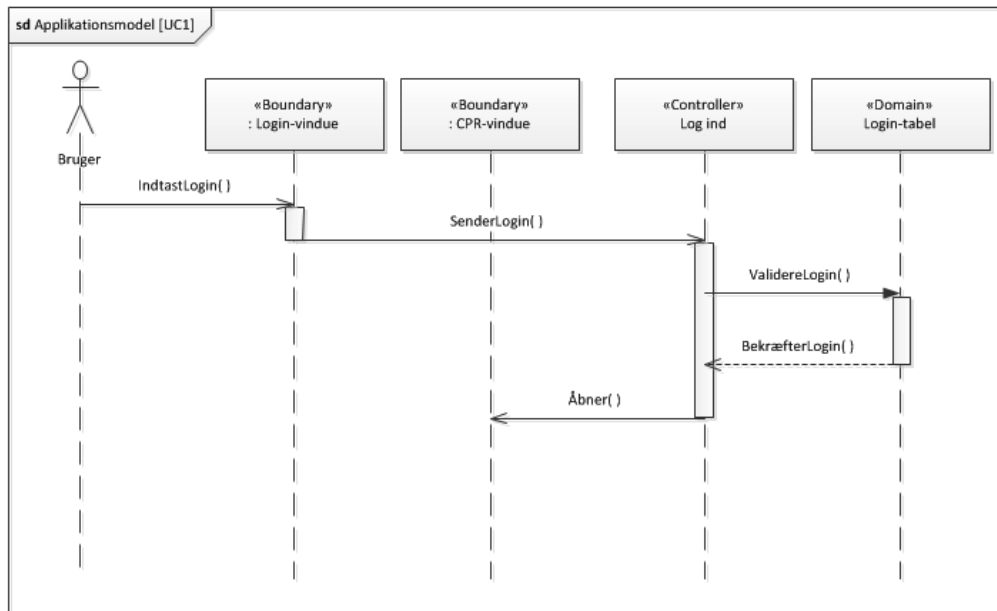 sd Applikationsmodel [UC1]
«Boundary»
: Login-vindue
«Boundary»
: CPR-vindue
«Controller»
Log ind
«Domain»
Login-tabel
Bruger
IndtastLogin( )
SenderLogin( )
ValidereLogin( )
BekræfterLogin( )
Åbner( )